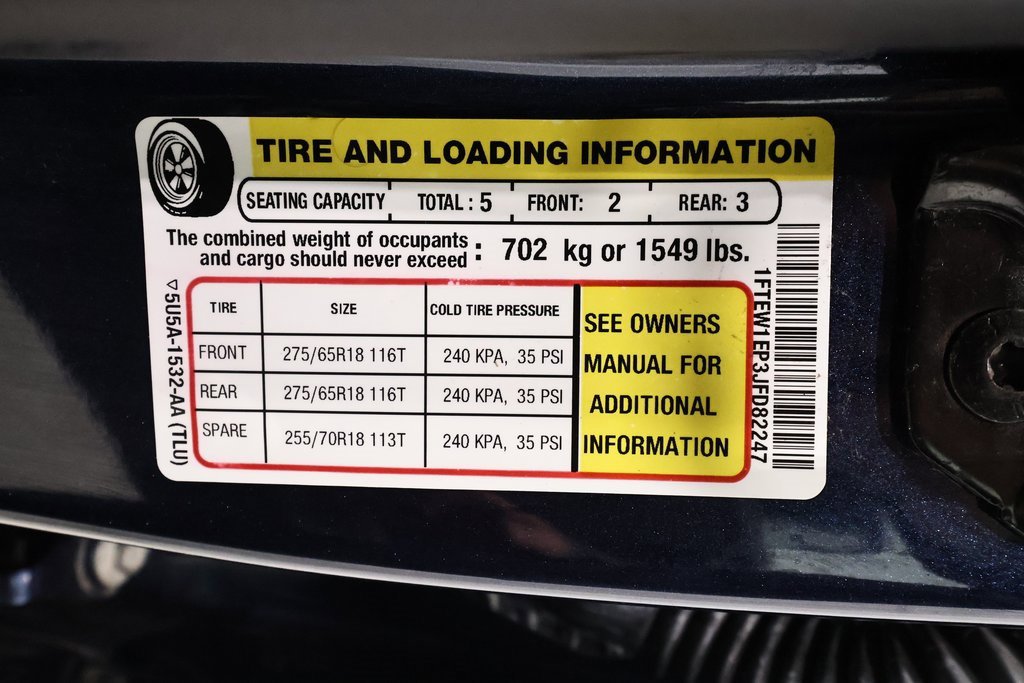 TIRE AND LOADING INFORMATION
SEATING CAPACITY TOTAL : 5 FRONT: 2 REAR: 3
The combined weight of occupants
and cargo should never exceed : 702 kg or 1549 lbs.
TIRE SIZE COLD TIRE PRESSURE
FRONT 275/65R18 116T 240 KPA, 35 PSI
REAR 275/65R18 116T 240 KPA, 35 PSI
SPARE 255/70R18 113T 240 KPA, 35 PSI
SEE OWNERS
MANUAL FOR
ADDITIONAL
INFORMATION
5U5A-1532-AA (TLU)
1FTEW1EP3JFD82247